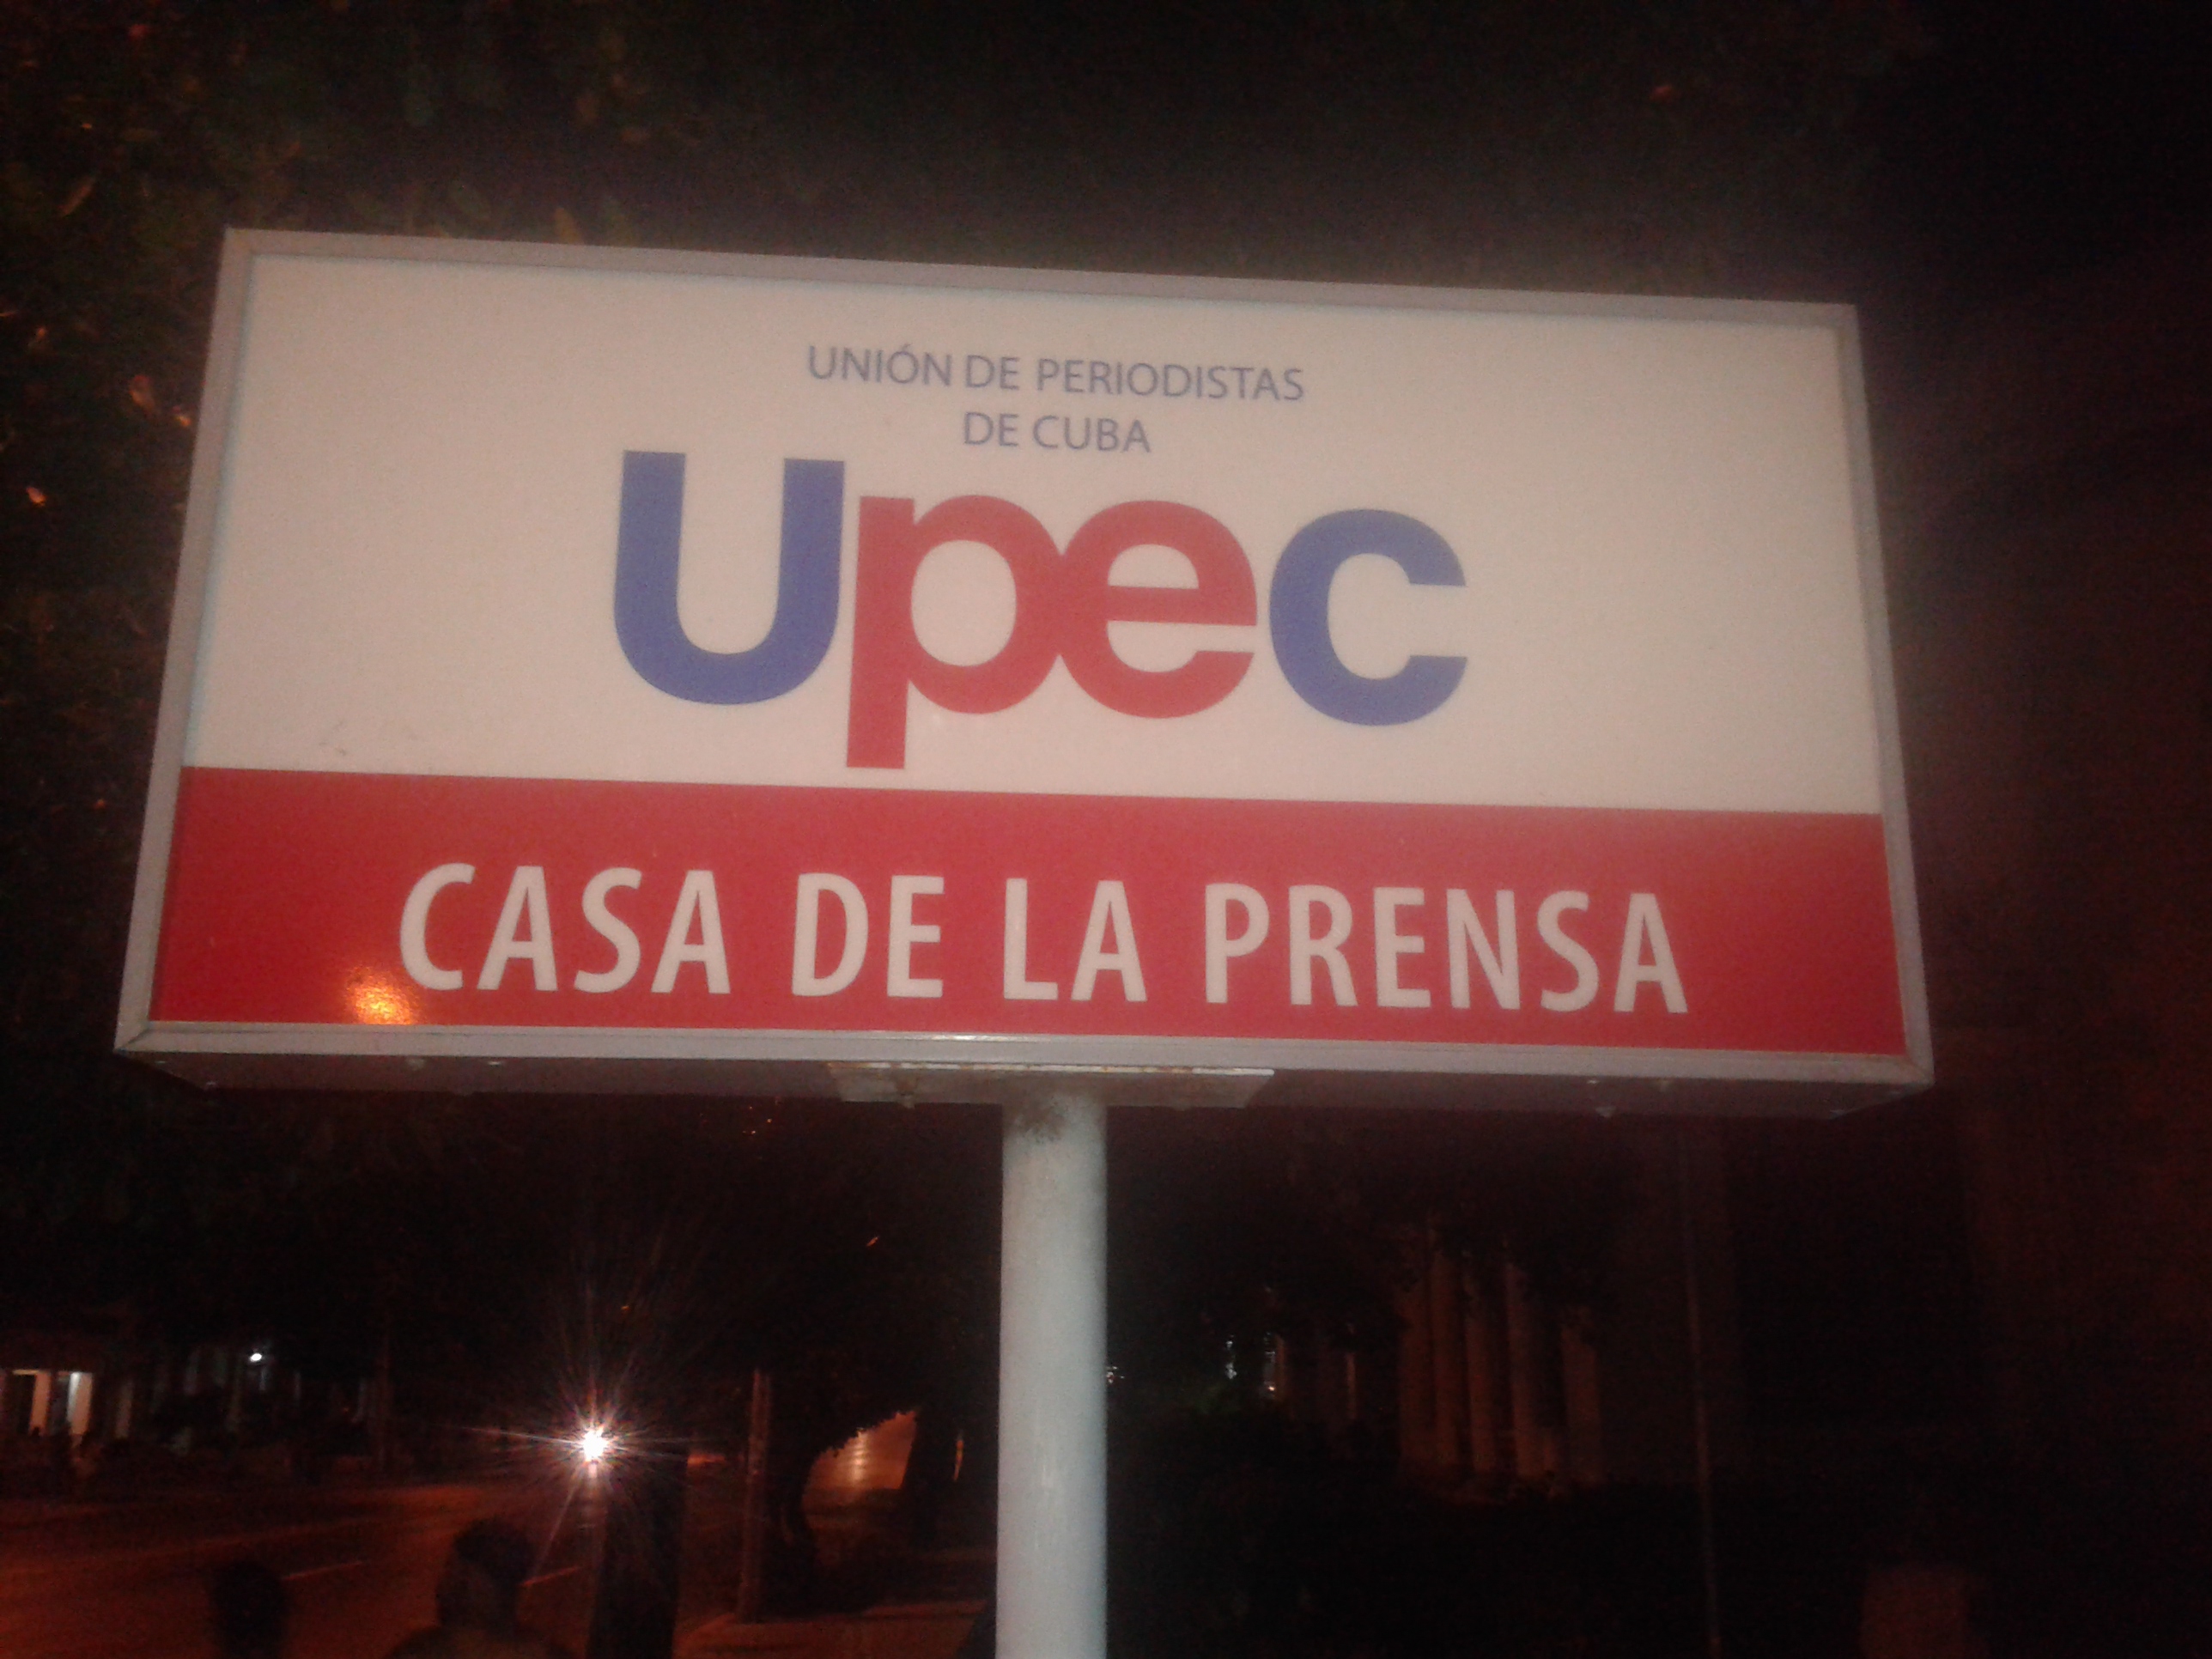 UNIÓN DE PERIODISTAS
DE CUBA
Upec
CASA DE LA PRENSA